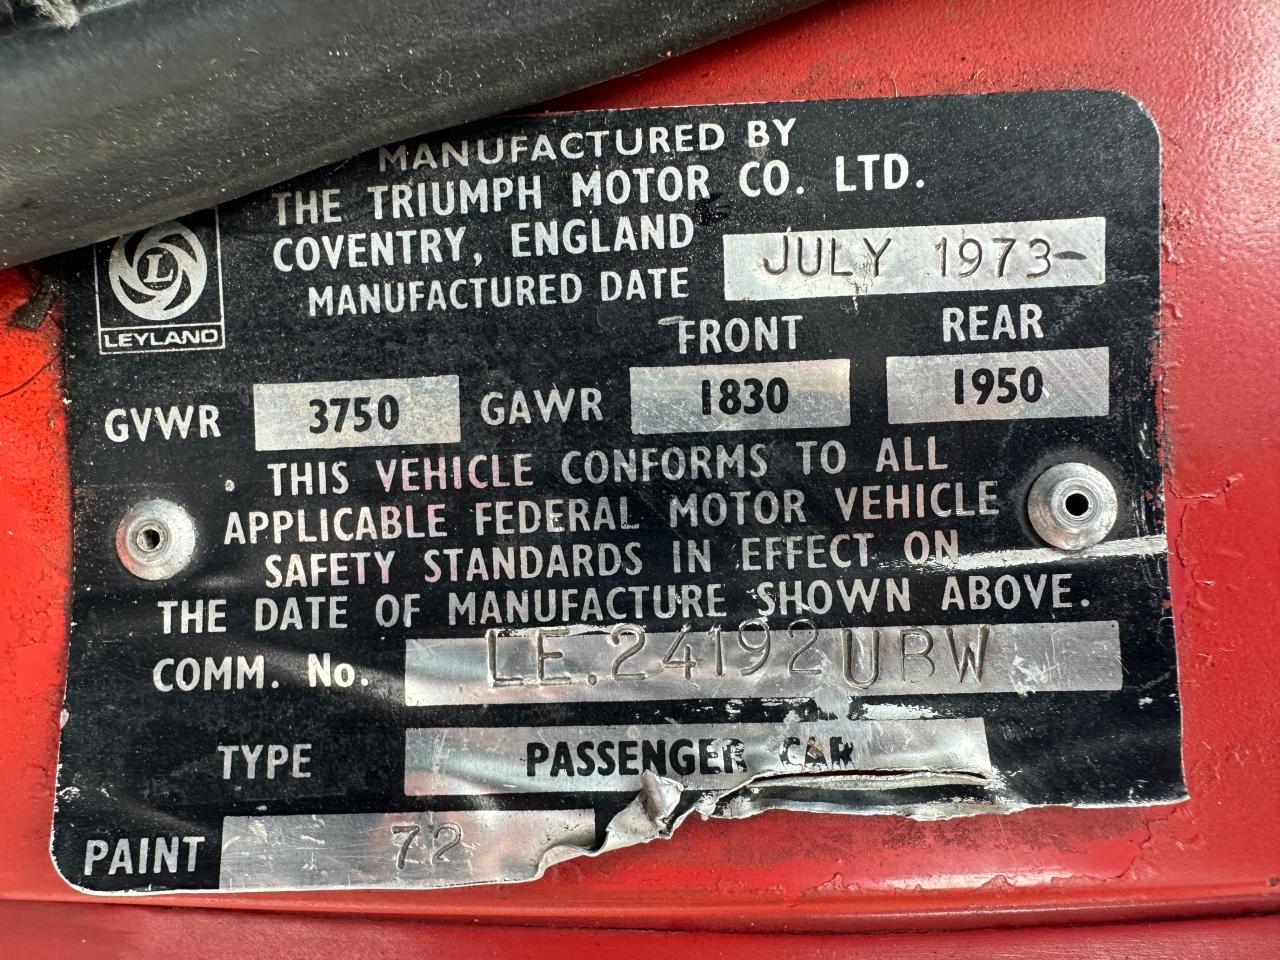 MANUFACTURED BY
THE TRIUMPH MOTOR CO. LTD.
COVENTRY, ENGLAND
MANUFACTURED DATE JULY 1973-
L
LEYLAND
FRONT REAR
GVWR 3750 GAWR 1830 1950
THIS VEHICLE CONFORMS TO ALL
APPLICABLE FEDERAL MOTOR VEHICLE
SAFETY STANDARDS IN EFFECT ON
THE DATE OF MANUFACTURE SHOWN ABOVE.
COMM. No. LE.24192UBW
TYPE PASSENGER CAR
PAINT 72